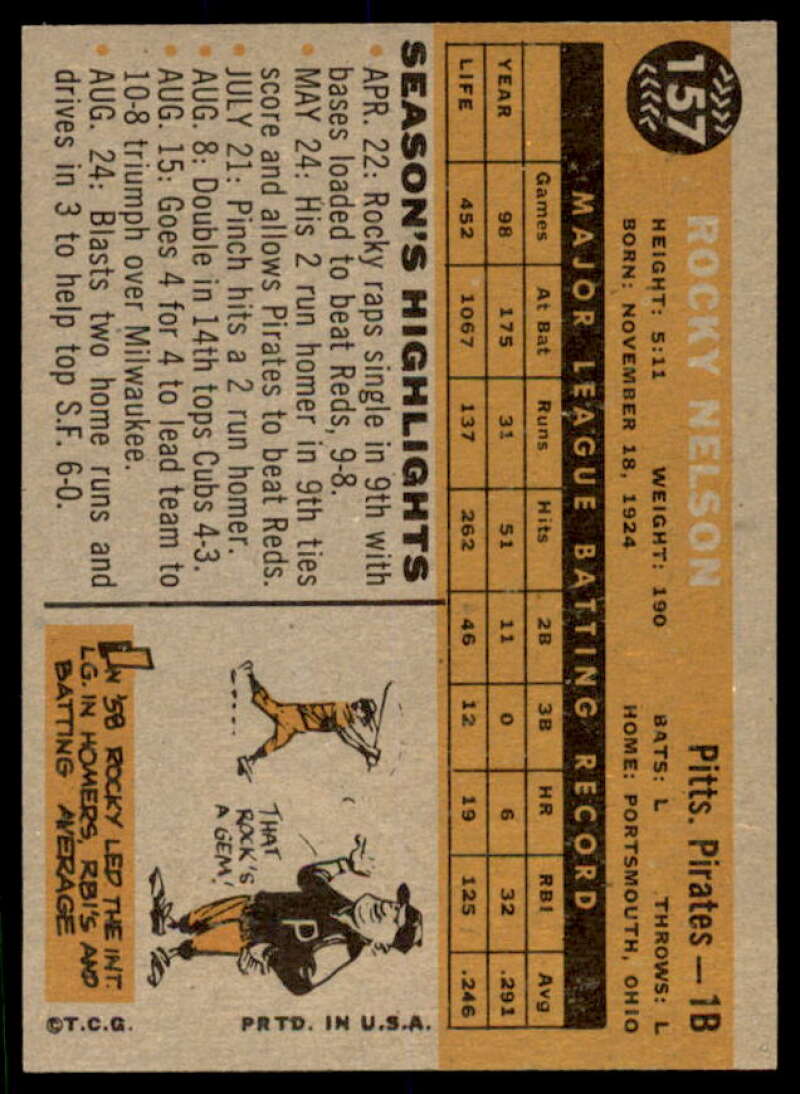 157
ROCKY NELSON
Pitts. Pirates—1B
HEIGHT: 5:11 WEIGHT: 190 BATS: L THROWS: L
BORN: NOVEMBER 18, 1924 HOME: PORTSMOUTH, OHIO
MAJOR LEAGUE BATTING RECORD
Games At Bat Runs Hits 2B 3B HR RBI Avg
YEAR 98 175 31 51 11 0 6 32 .291
LIFE 452 1067 137 262 46 12 19 125 .246
SEASON'S HIGHLIGHTS
• APR. 22: Rocky raps single in 9th with
bases loaded to beat Reds, 9-8.
• MAY 24: His 2 run homer in 9th ties
score and allows Pirates to beat Reds.
• JULY 21: Pinch hits a 2 run homer.
• AUG. 8: Double in 14th tops Cubs 4-3.
• AUG. 15: Goes 4 for 4 to lead team to
10-8 triumph over Milwaukee.
• AUG. 24: Blasts two home runs and
drives in 3 to help top S.F. 6-0.
P
THAT
ROCK'S
A GEM!
IN '58 ROCKY LED THE INT.
LG. IN HOMERS, RBI'S AND
BATTING AVERAGE
©T.C.G. PRTD. IN U.S.A.